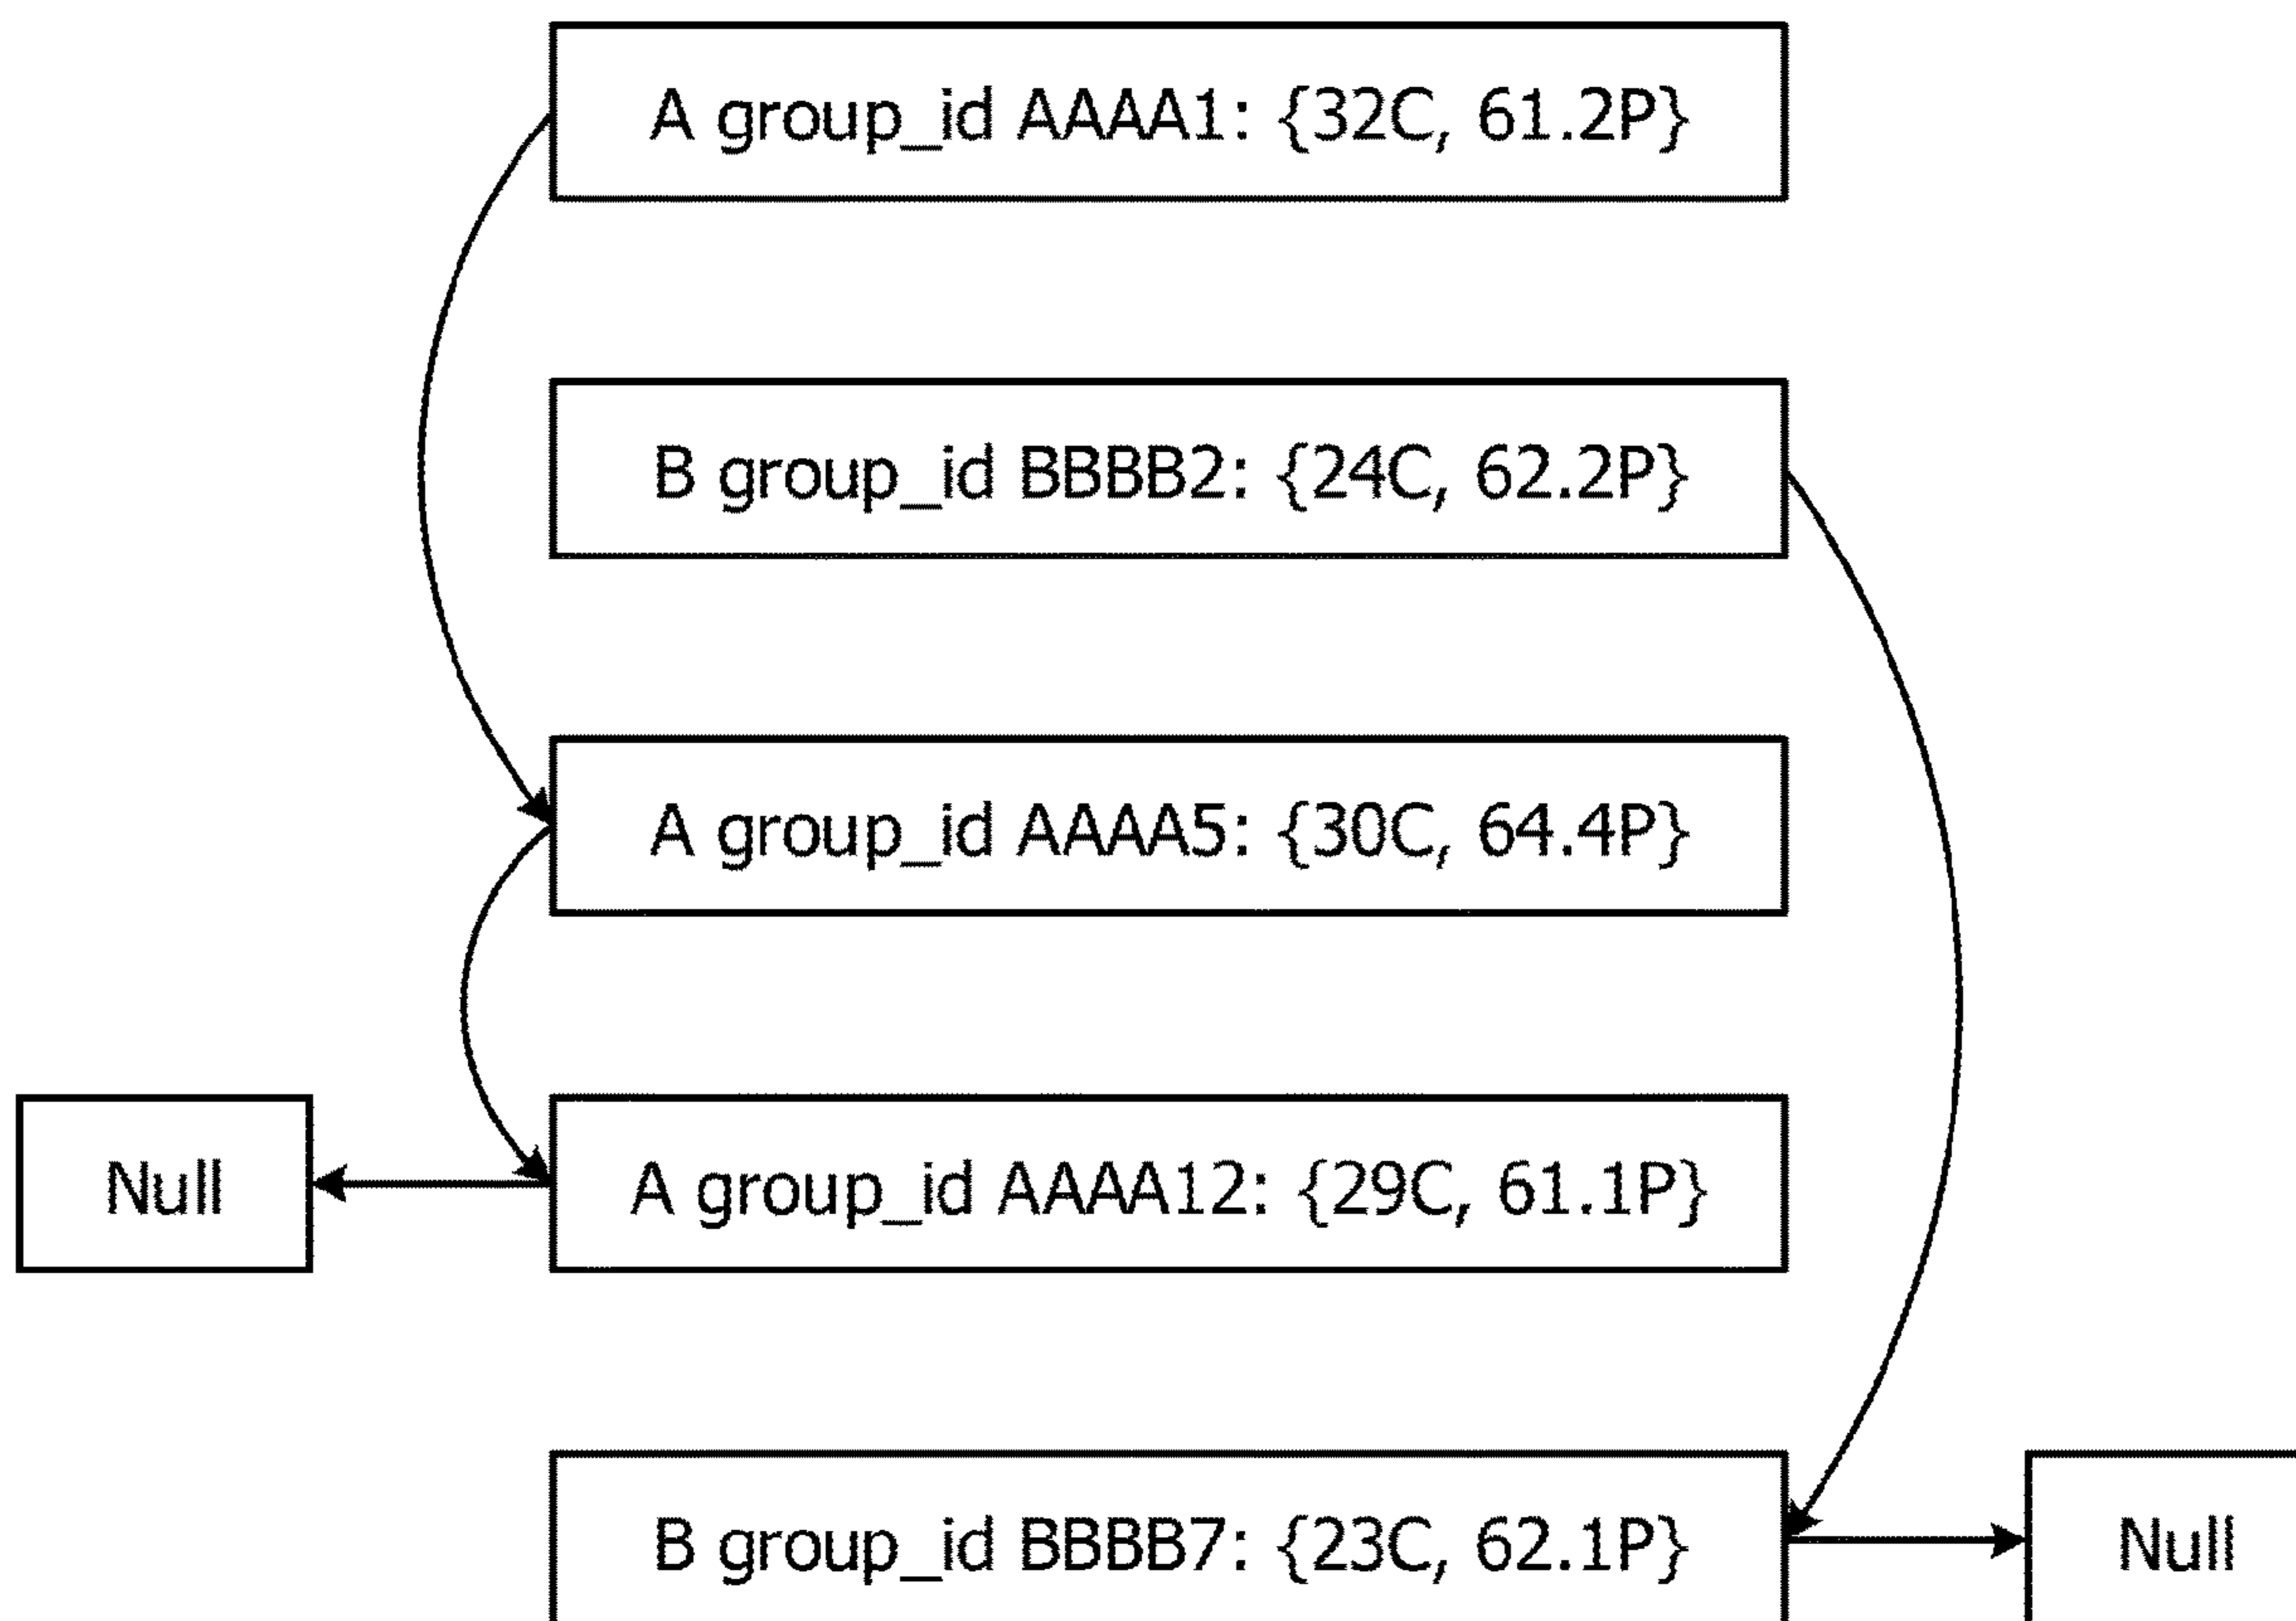 A group_id AAAA1: {32C, 61.2P}
B group_id BBBB2: {24C, 62.2P}
A group_id AAAA5: {30C, 64.4P}
Null
A group_id AAAA12: {29C, 61.1P}
B group_id BBBB7: {23C, 62.1P}
Null